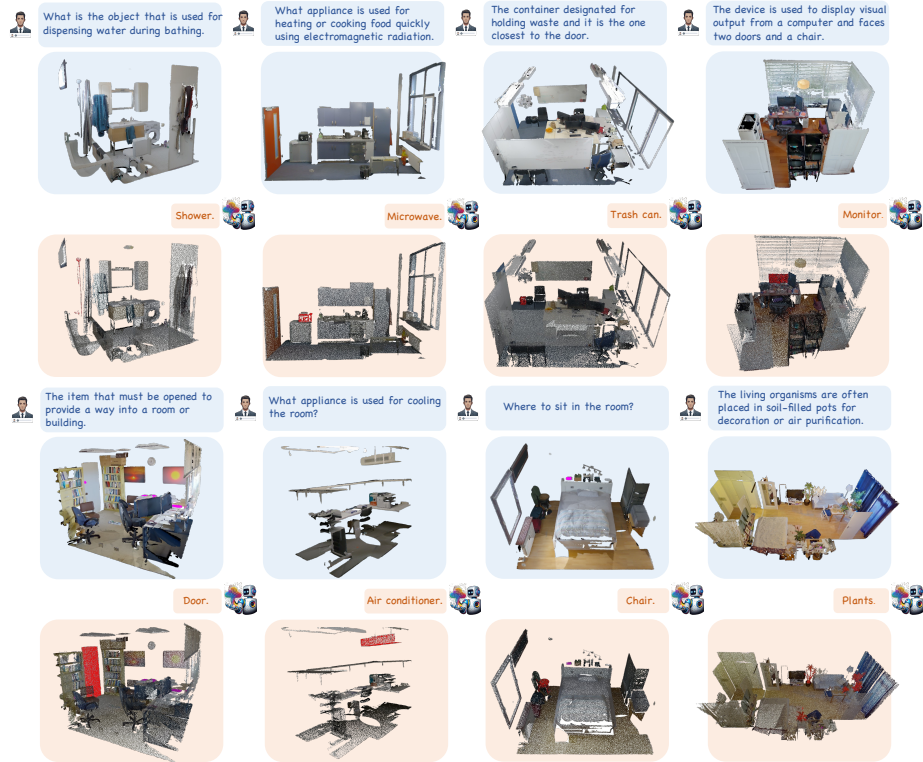 What is the object that is used for
dispensing water during bathing.
What appliance is used for
heating or cooking food quickly
using electromagnetic radiation.
The container designated for
holding waste and it is the one
closest to the door.
The device is used to display visual
output from a computer and faces
two doors and a chair.
Shower.
Microwave.
Trash can.
Monitor.
The item that must be opened to
provide a way into a room or
building.
What appliance is used for cooling
the room?
Where to sit in the room?
The living organisms are often
placed in soil-filled pots for
decoration or air purification.
Door.
Air conditioner.
Chair.
Plants.